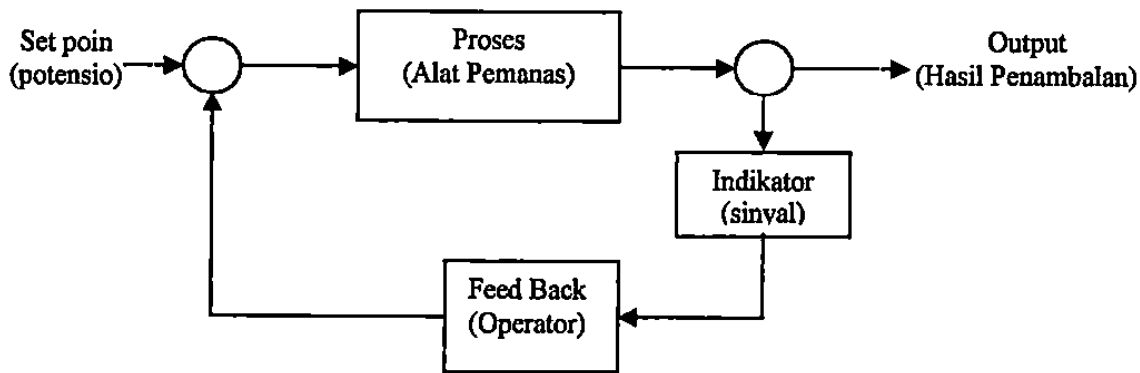 Set poin
(potensio)
Proses
(Alat Pemanas)
Output
(Hasil Penambalan)
Indikator
(sinyal)
Feed Back
(Operator)